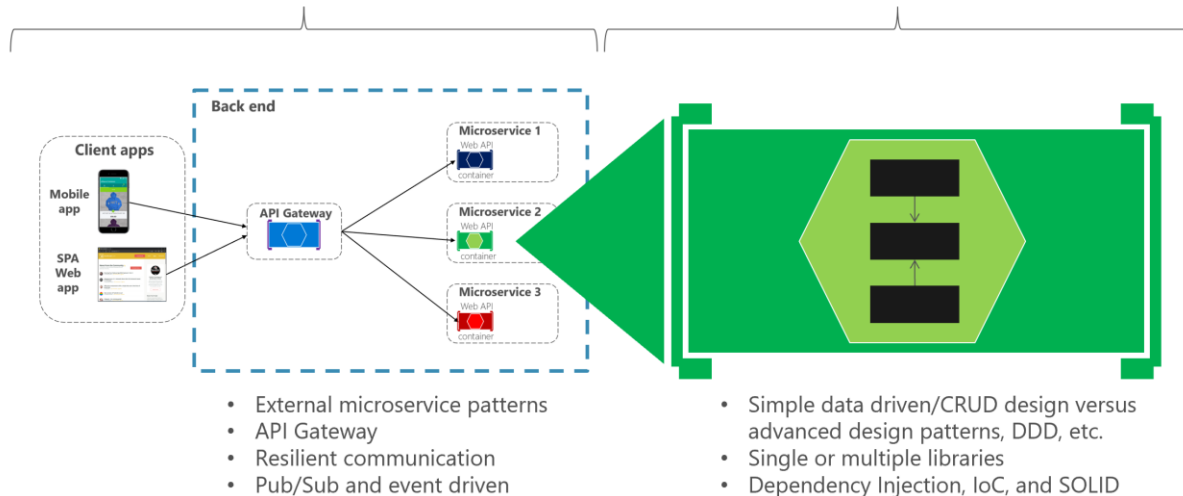 Back end
Client apps
Mobile
app
SPA
Web
app
API Gateway
Microservice 1
Web API
container
Microservice 2
Web API
container
Microservice 3
Web API
container
• External microservice patterns
• API Gateway
• Resilient communication
• Pub/Sub and event driven
• Simple data driven/CRUD design versus
advanced design patterns, DDD, etc.
• Single or multiple libraries
• Dependency Injection, IoC, and SOLID